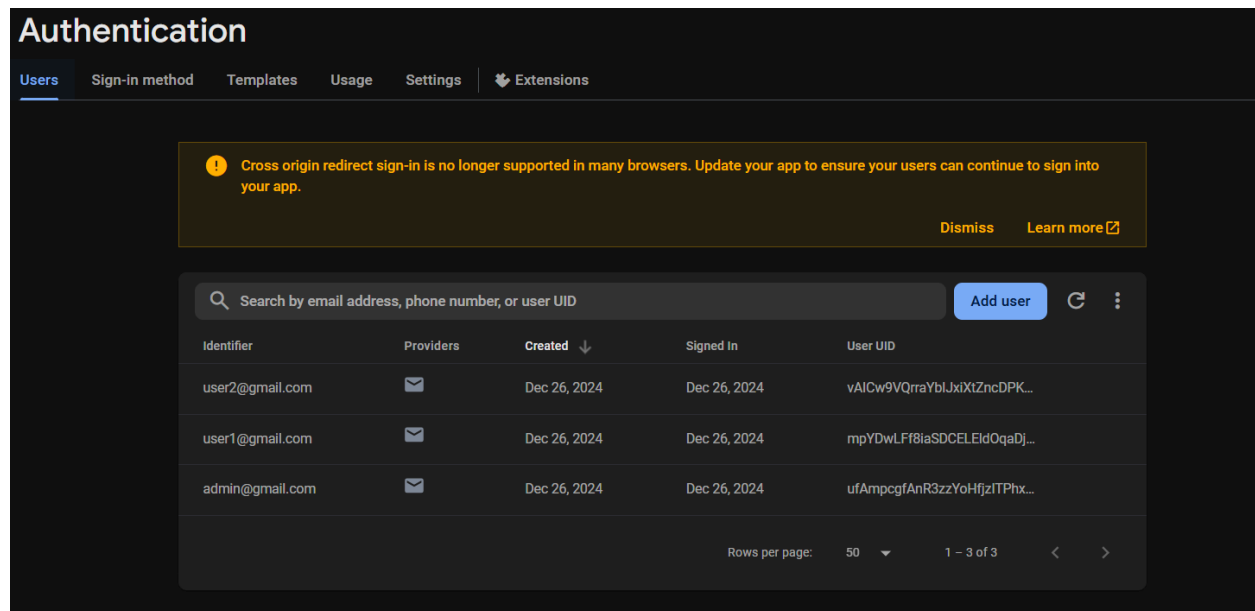 Authentication
Users Sign-in method Templates Usage Settings Extensions
Cross origin redirect sign-in is no longer supported in many browsers. Update your app to ensure your users can continue to sign into
your app.
Dismiss Learn more
Search by email address, phone number, or user UID Add user
Identifier Providers Created Signed In User UID
user2@gmail.com Dec 26, 2024 Dec 26, 2024 vAlCw9VQrraYblJxiXtZncDPK...
user1@gmail.com Dec 26, 2024 Dec 26, 2024 mpYDwLFf8iaSDCELEldOqaDj...
admin@gmail.com Dec 26, 2024 Dec 26, 2024 ufAmpcgfAnR3zzYoHfjzlTPhx...
Rows per page: 50 1 – 3 of 3